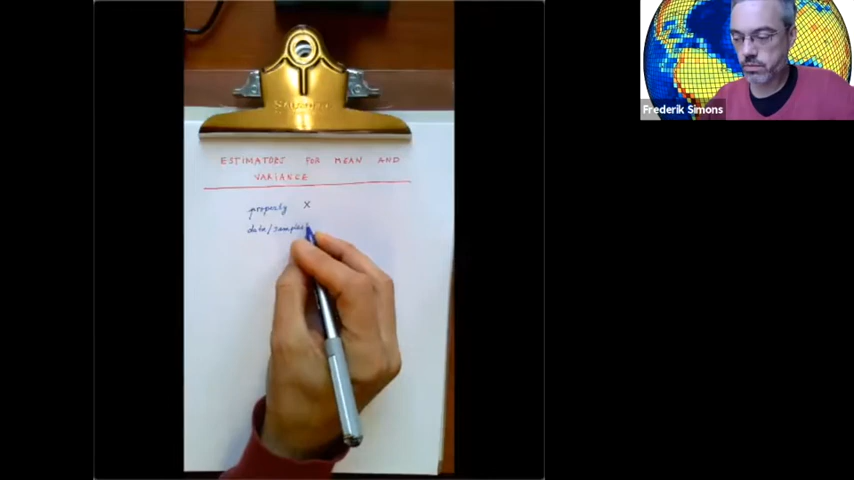 ESTIMATORS FOR MEAN AND
VARIANCE
property X
data/samples
Frederik Simons